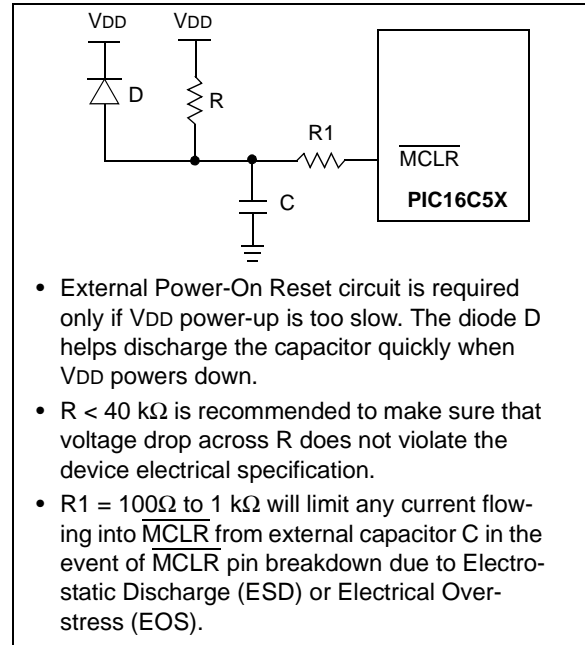 VDD VDD
D
R
R1
MCLR
C
PIC16C5X
• External Power-On Reset circuit is required
only if VDD power-up is too slow. The diode D
helps discharge the capacitor quickly when
VDD powers down.
• R < 40 kΩ is recommended to make sure that
voltage drop across R does not violate the
device electrical specification.
• R1 = 100Ω to 1 kΩ will limit any current flow-
ing into MCLR from external capacitor C in the
event of MCLR pin breakdown due to Electro-
static Discharge (ESD) or Electrical Over-
stress (EOS).